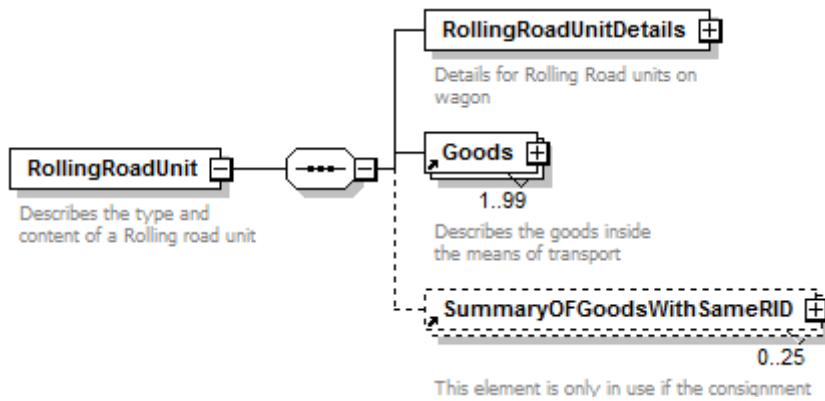 RollingRoadUnitDetails
Details for Rolling Road units on
wagon
RollingRoadUnit
Describes the type and
content of a Rolling road unit
Goods
1..99
Describes the goods inside
the means of transport
SummaryOFGoodsWithSameRID
0..25
This element is only in use if the consignment